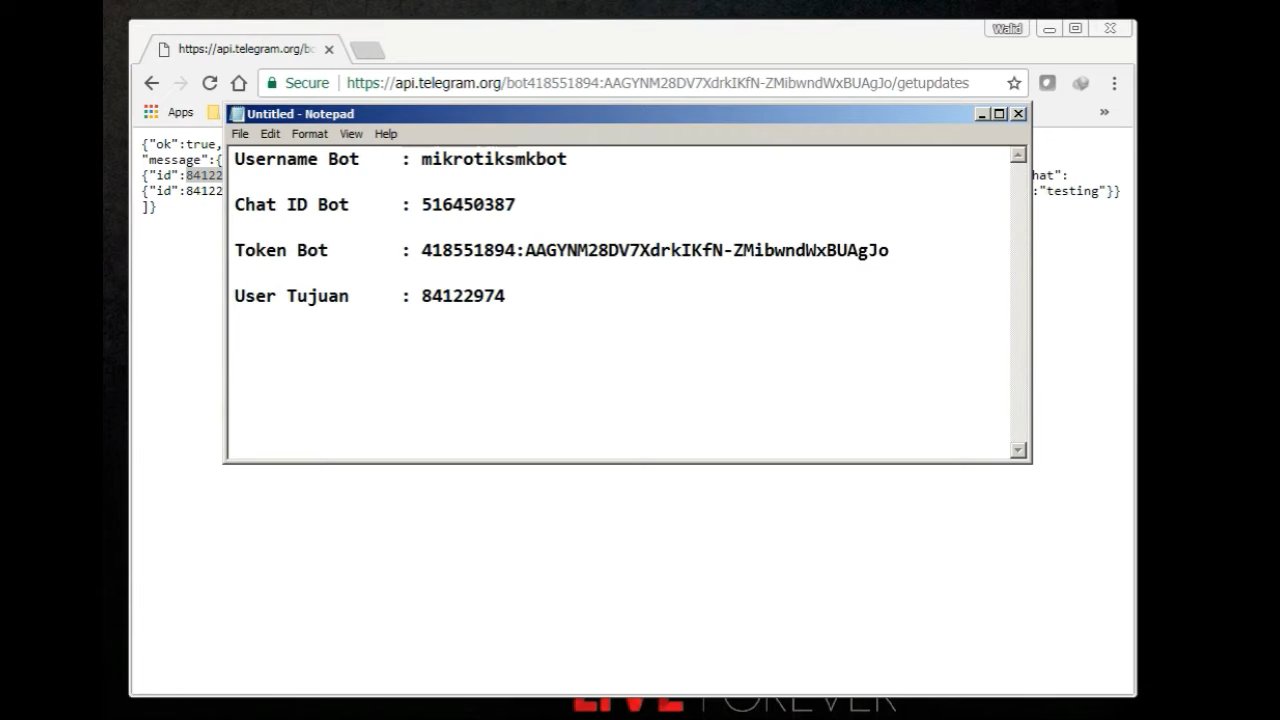 Walid
https://api.telegram.org/b
Secure https://api.telegram.org/bot418551894:AAGYNM28DV7XdrkIKfN-ZMibwndWxBUAgJo/getupdates
Apps »
Untitled - Notepad
File Edit Format View Help
{"ok":true,
"message":{
{"id":84122 hat":
{"id":84122 :"testing"}}
]}
Username Bot : mikrotiksmkbot
Chat ID Bot : 516450387
Token Bot : 418551894:AAGYNM28DV7XdrkIKfN-ZMibwndWxBUAgJo
User Tujuan : 84122974
LIVE FOREVER